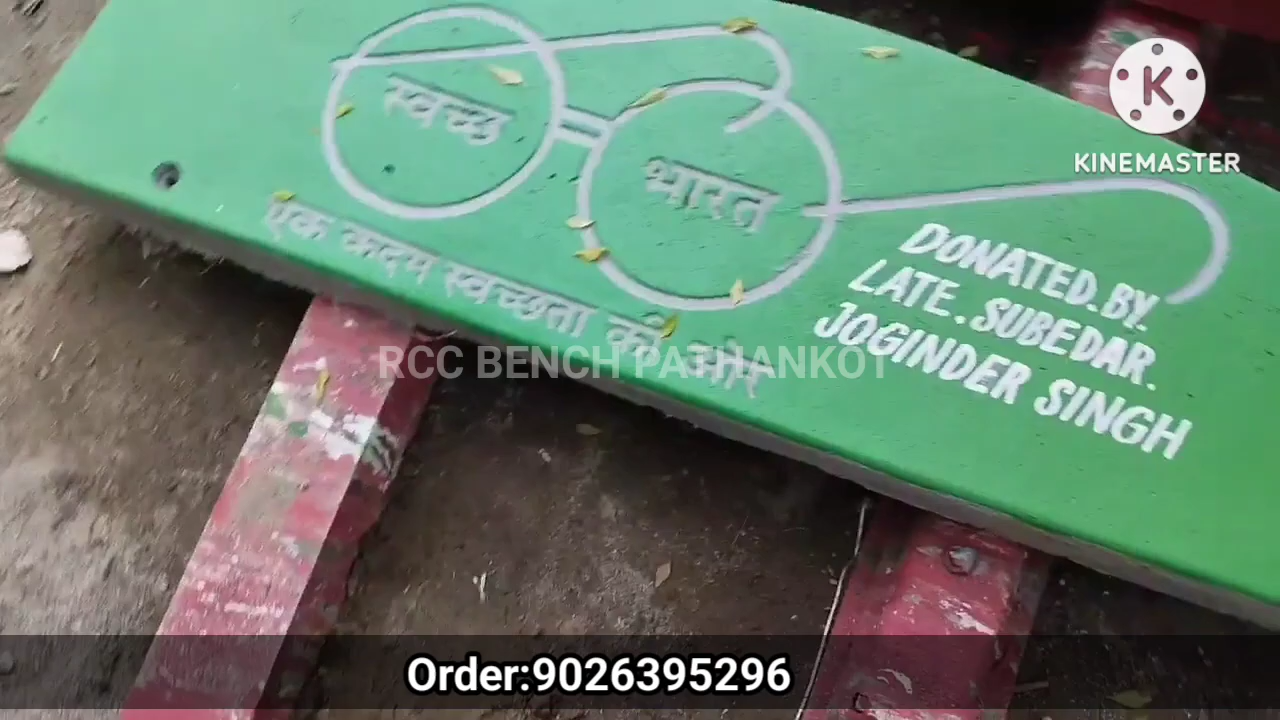 K
KINEMASTER
स्वच्छ
भारत
एक कदम स्वच्छता की ओर
DONATED.BY.
LATE.SUBEDAR.
JOGINDER SINGH
RCC BENCH PATHANKOT
Order:9026395296